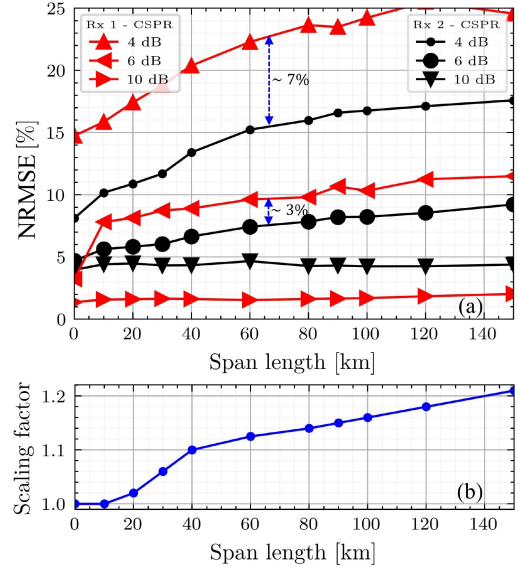 Rx 1 - CSPR
4 dB
6 dB
10 dB
Rx 2 - CSPR
4 dB
6 dB
10 dB
25
20
15
10
5
0
NRMSE [%]
~ 7%
~ 3%
(a)
0 20 40 60 80 100 120 140
Span length [km]
1.2
1.1
1.0
Scaling factor
(b)
0 20 40 60 80 100 120 140
Span length [km]